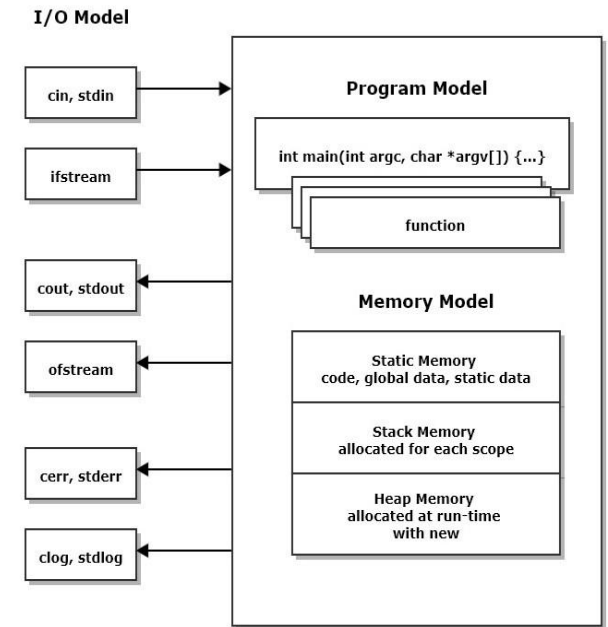 I/O Model
cin, stdin
ifstream
cout, stdout
ofstream
cerr, stderr
clog, stdlog
Program Model
int main(int argc, char *argv[]) {...}
function
Memory Model
Static Memory
code, global data, static data
Stack Memory
allocated for each scope
Heap Memory
allocated at run-time
with new